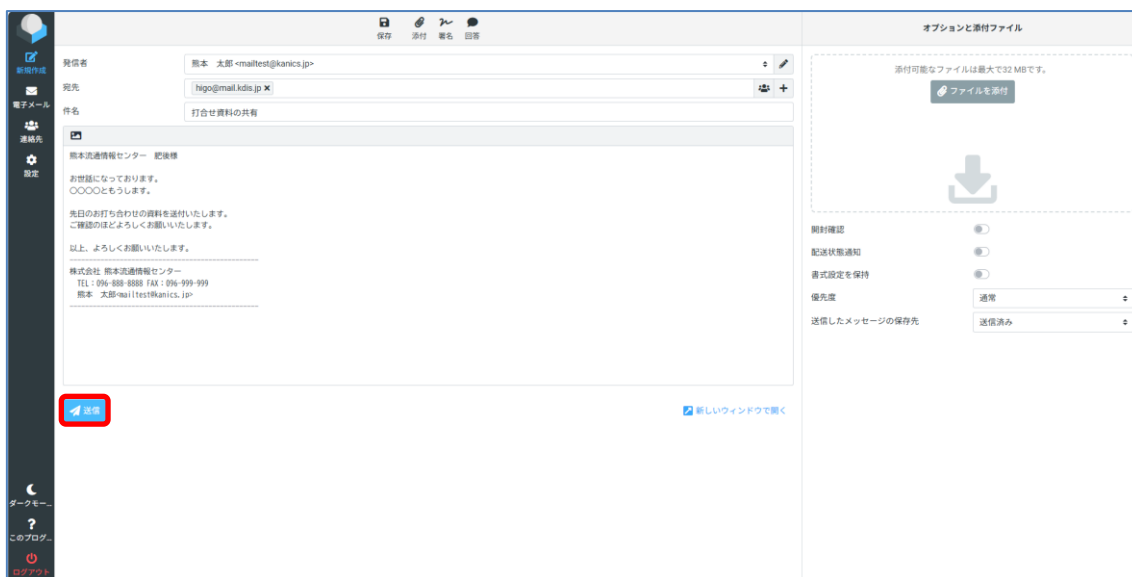 保存 添付 署名 回答
オプションと添付ファイル
新規作成
電子メール
連絡先
設定
発信者 熊本 太郎 <mailtest@kanics.jp>
宛先 higo@mail.kdis.jp ×
件名 打合せ資料の共有
熊本流通情報センター 肥後様
お世話になっております。
〇〇〇〇ともうします。
先日のお打ち合わせの資料を送付いたします。
ご確認のほどよろしくお願いいたします。
以上、よろしくお願いいたします。
------------------------------------------------
株式会社 熊本流通情報センター
TEL：096-888-8888 FAX：096-999-999
熊本 太郎<mailtest@kanics.jp>
------------------------------------------------
送信
新しいウィンドウで開く
添付可能なファイルは最大で32 MBです。
ファイルを添付
開封確認
配送状態通知
書式設定を保持
優先度 通常
送信したメッセージの保存先 送信済み
ダークモー...
このプログ...
ログアウト